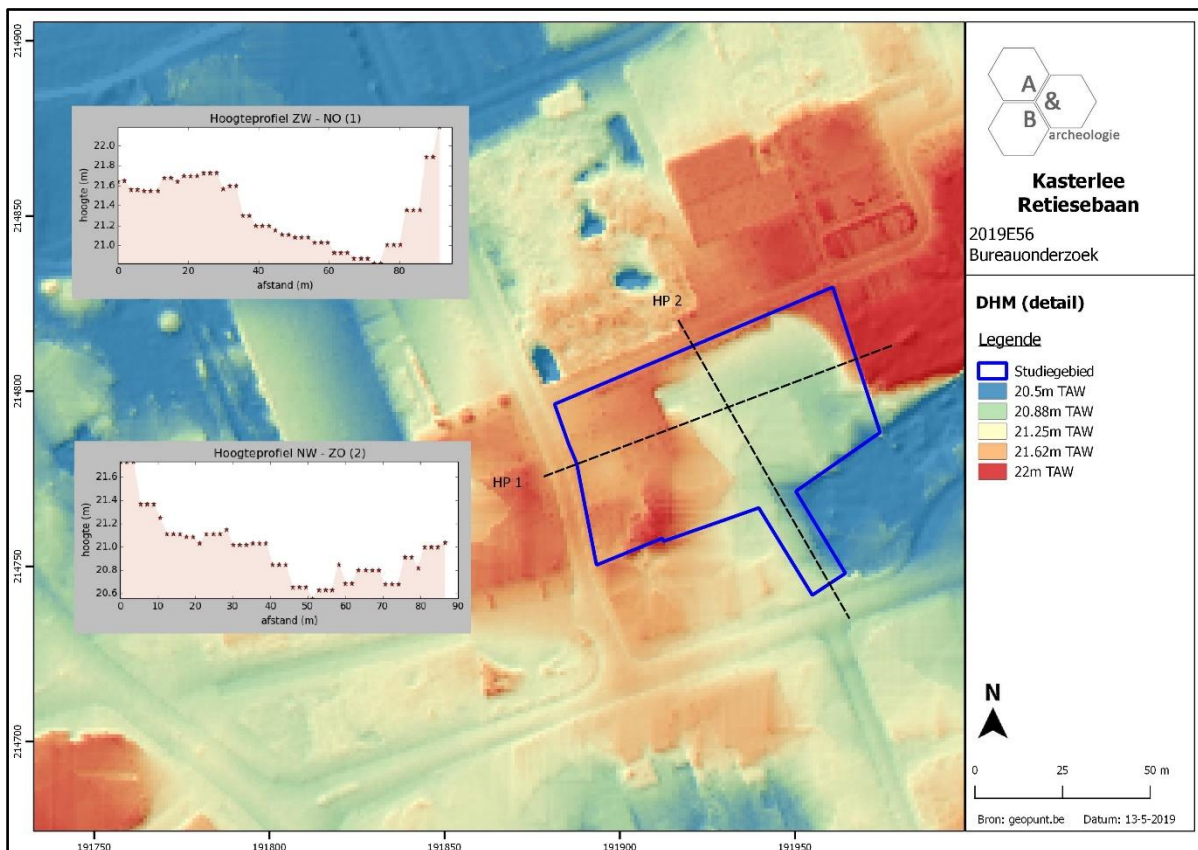 214900
214850
214800
214750
214700
191750
191800
191850
191900
191950
Hoogteprofiel ZW - NO (1)
hoogte (m)
22.0
21.8
21.6
21.4
21.2
21.0
0
20
40
60
80
afstand (m)
Hoogteprofiel NW - ZO (2)
hoogte (m)
21.6
21.4
21.2
21.0
20.8
20.6
0
10
20
30
40
50
60
70
80
90
afstand (m)
HP 2
HP 1
A
&
B
archeologie
Kasterlee
Retiesebaan
2019E56
Bureauonderzoek
DHM (detail)
Legende
Studiegebied
20.5m TAW
20.88m TAW
21.25m TAW
21.62m TAW
22m TAW
N
0 25 50 m
Bron: geopunt.be Datum: 13-5-2019